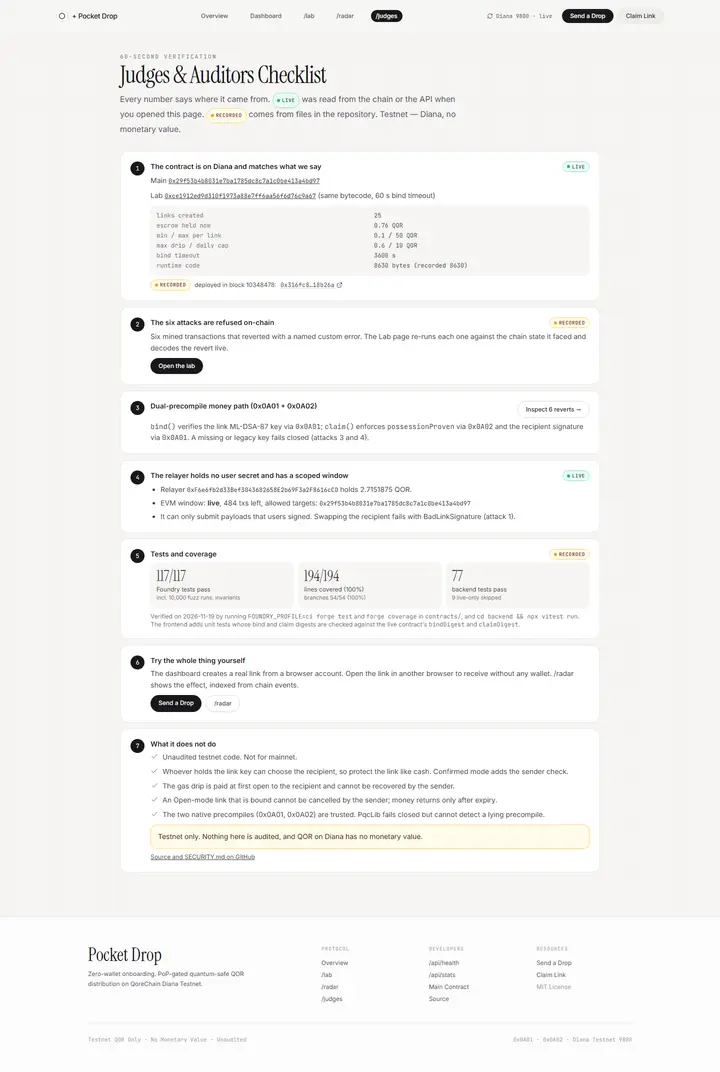 + Pocket Drop
Overview
Dashboard
/lab
/radar
/judges
Diana 9800 · live
Send a Drop
Claim Link
60-SECOND VERIFICATION
Judges & Auditors Checklist
Every number says where it came from. LIVE was read from the chain or the API when
you opened this page. RECORDED comes from files in the repository. Testnet — Diana, no
monetary value.
1
The contract is on Diana and matches what we say
LIVE
Main 0x29f53b4b8031e7ba1785dc8c7a1c0be413a4bd97
Lab 0xce1912ed9d310f1973a88e7ff6aa56f6d76c9a67 (same bytecode, 60 s bind timeout)
links created 25
escrow held now 0.76 QOR
min / max per link 0.1 / 50 QOR
max drip / daily cap 0.6 / 10 QOR
bind timeout 3600 s
runtime code 8630 bytes (recorded 8630)
RECORDED deployed in block 10348478: 0x316fc8…18b26a
2
The six attacks are refused on-chain
RECORDED
Six mined transactions that reverted with a named custom error. The Lab page re-runs each one against the chain state it faced and
decodes the revert live.
Open the lab
3
Dual-precompile money path (0x0A01 + 0x0A02)
Inspect 6 reverts →
bind() verifies the link ML-DSA-87 key via 0x0A01; claim() enforces possessionProven via 0x0A02 and the recipient signature
via 0x0A01. A missing or legacy key fails closed (attacks 3 and 4).
4
The relayer holds no user secret and has a scoped window
LIVE
• Relayer 0xF6e6fb2d338ef3043682658E2b69F3a2F8616cCD holds 2.7151875 QOR.
• EVM window: live, 484 txs left, allowed targets: 0x29f53b4b8031e7ba1785dc8c7a1c0be413a4bd97
• It can only submit payloads that users signed. Swapping the recipient fails with BadLinkSignature (attack 1).
5
Tests and coverage
RECORDED
117/117
Foundry tests pass
incl. 10,000 fuzz runs, invariants
194/194
lines covered (100%)
branches 54/54 (100%)
77
backend tests pass
9 live-only skipped
Verified on 2026-11-19 by running FOUNDRY_PROFILE=ci forge test and forge coverage in contracts/, and cd backend && npx vitest run.
The frontend adds unit tests whose bind and claim digests are checked against the live contract's bindDigest and claimDigest.
6
Try the whole thing yourself
The dashboard creates a real link from a browser account. Open the link in another browser to receive without any wallet. /radar
shows the effect, indexed from chain events.
Send a Drop
/radar
7
What it does not do
Unaudited testnet code. Not for mainnet.
Whoever holds the link key can choose the recipient, so protect the link like cash. Confirmed mode adds the sender check.
The gas drip is paid at first open to the recipient and cannot be recovered by the sender.
An Open-mode link that is bound cannot be cancelled by the sender; money returns only after expiry.
The two native precompiles (0x0A01, 0x0A02) are trusted. PqcLib fails closed but cannot detect a lying precompile.
Testnet only. Nothing here is audited, and QOR on Diana has no monetary value.
Source and SECURITY.md on GitHub
Pocket Drop
Zero-wallet onboarding. PoP-gated quantum-safe QOR
distribution on QoreChain Diana Testnet.
PROTOCOL
Overview
/lab
/radar
/judges
DEVELOPERS
/api/health
/api/stats
Main Contract
Source
RESOURCES
Send a Drop
Claim Link
MIT License
Testnet QOR Only · No Monetary Value · Unaudited
0x0A01 · 0x0A02 · Diana Testnet 9800